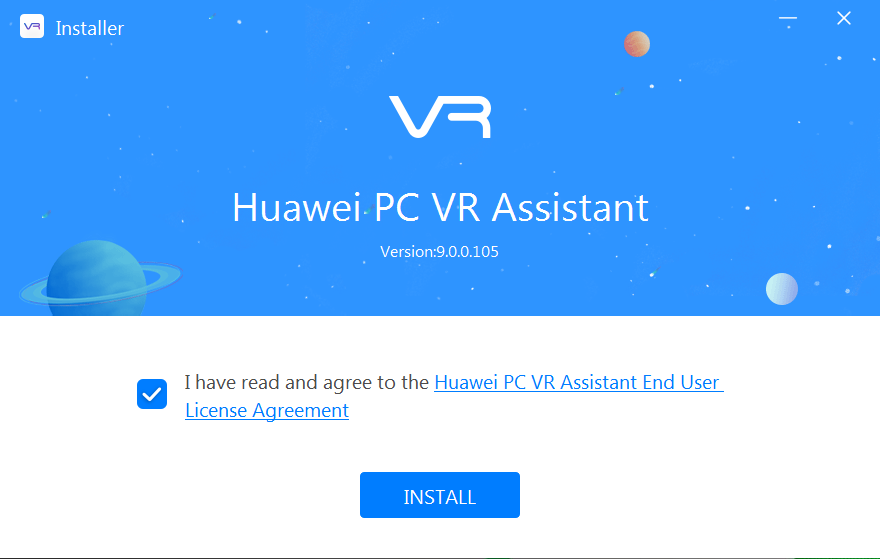 VR Installer
VR
Huawei PC VR Assistant
Version:9.0.0.105
I have read and agree to the Huawei PC VR Assistant End User
License Agreement
INSTALL